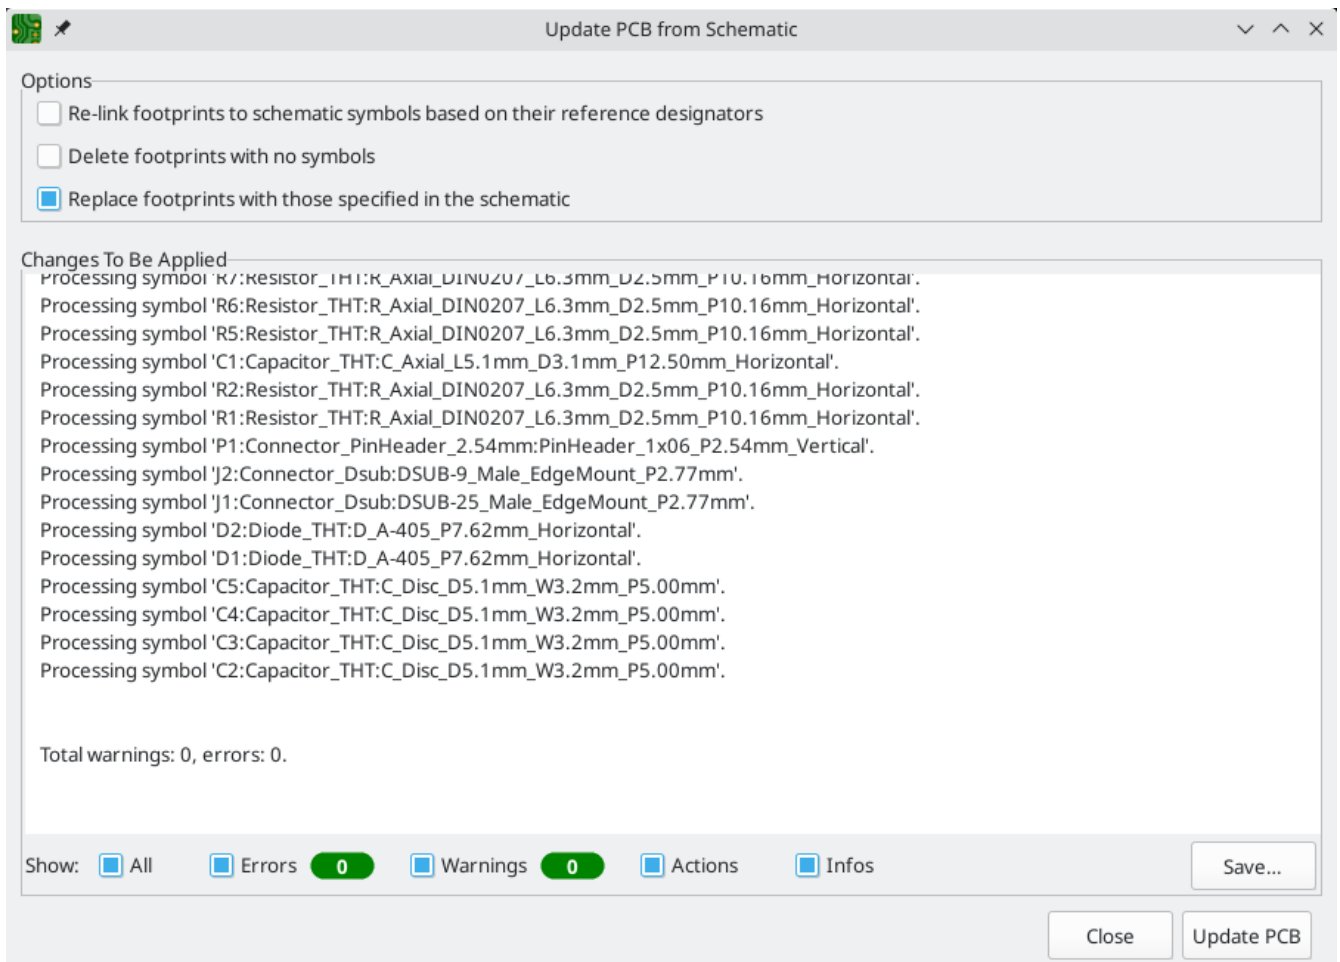 Update PCB from Schematic
Options
Re-link footprints to schematic symbols based on their reference designators
Delete footprints with no symbols
Replace footprints with those specified in the schematic
Changes To Be Applied
Processing symbol 'R7:Resistor_THT:R_Axial_DIN0207_L6.3mm_D2.5mm_P10.16mm_Horizontal'.
Processing symbol 'R6:Resistor_THT:R_Axial_DIN0207_L6.3mm_D2.5mm_P10.16mm_Horizontal'.
Processing symbol 'R5:Resistor_THT:R_Axial_DIN0207_L6.3mm_D2.5mm_P10.16mm_Horizontal'.
Processing symbol 'C1:Capacitor_THT:C_Axial_L5.1mm_D3.1mm_P12.50mm_Horizontal'.
Processing symbol 'R2:Resistor_THT:R_Axial_DIN0207_L6.3mm_D2.5mm_P10.16mm_Horizontal'.
Processing symbol 'R1:Resistor_THT:R_Axial_DIN0207_L6.3mm_D2.5mm_P10.16mm_Horizontal'.
Processing symbol 'P1:Connector_PinHeader_2.54mm:PinHeader_1x06_P2.54mm_Vertical'.
Processing symbol 'J2:Connector_Dsub:DSUB-9_Male_EdgeMount_P2.77mm'.
Processing symbol 'J1:Connector_Dsub:DSUB-25_Male_EdgeMount_P2.77mm'.
Processing symbol 'D2:Diode_THT:D_A-405_P7.62mm_Horizontal'.
Processing symbol 'D1:Diode_THT:D_A-405_P7.62mm_Horizontal'.
Processing symbol 'C5:Capacitor_THT:C_Disc_D5.1mm_W3.2mm_P5.00mm'.
Processing symbol 'C4:Capacitor_THT:C_Disc_D5.1mm_W3.2mm_P5.00mm'.
Processing symbol 'C3:Capacitor_THT:C_Disc_D5.1mm_W3.2mm_P5.00mm'.
Processing symbol 'C2:Capacitor_THT:C_Disc_D5.1mm_W3.2mm_P5.00mm'.
Total warnings: 0, errors: 0.
Show: All Errors 0 Warnings 0 Actions Infos Save...
Close Update PCB